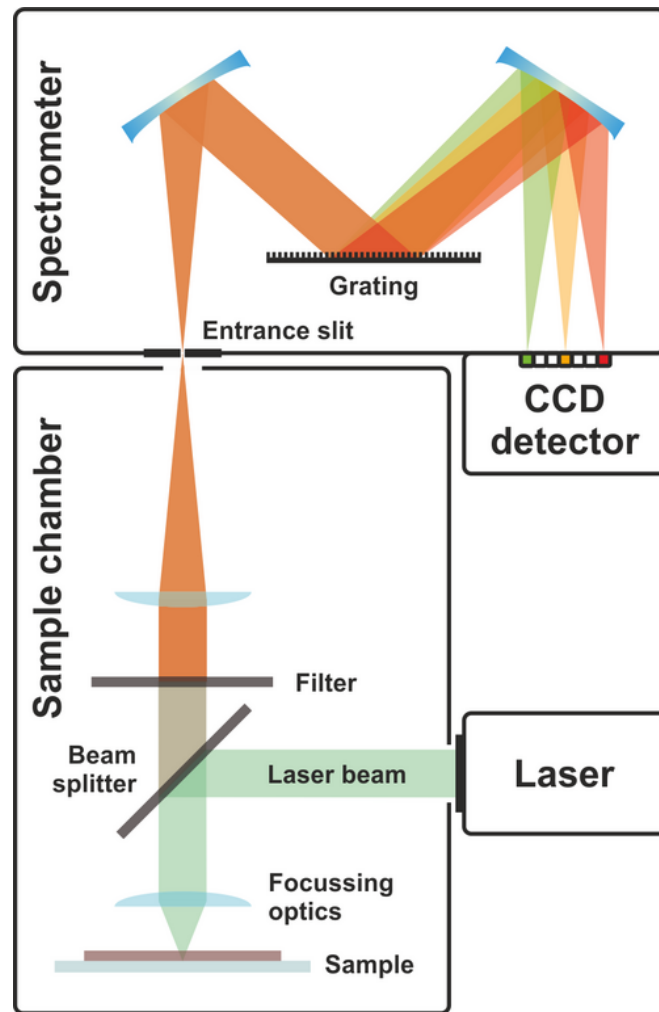 Spectrometer
Grating
Entrance slit
CCD
detector
Sample chamber
Filter
Beam
splitter
Laser beam
Laser
Focussing
optics
Sample